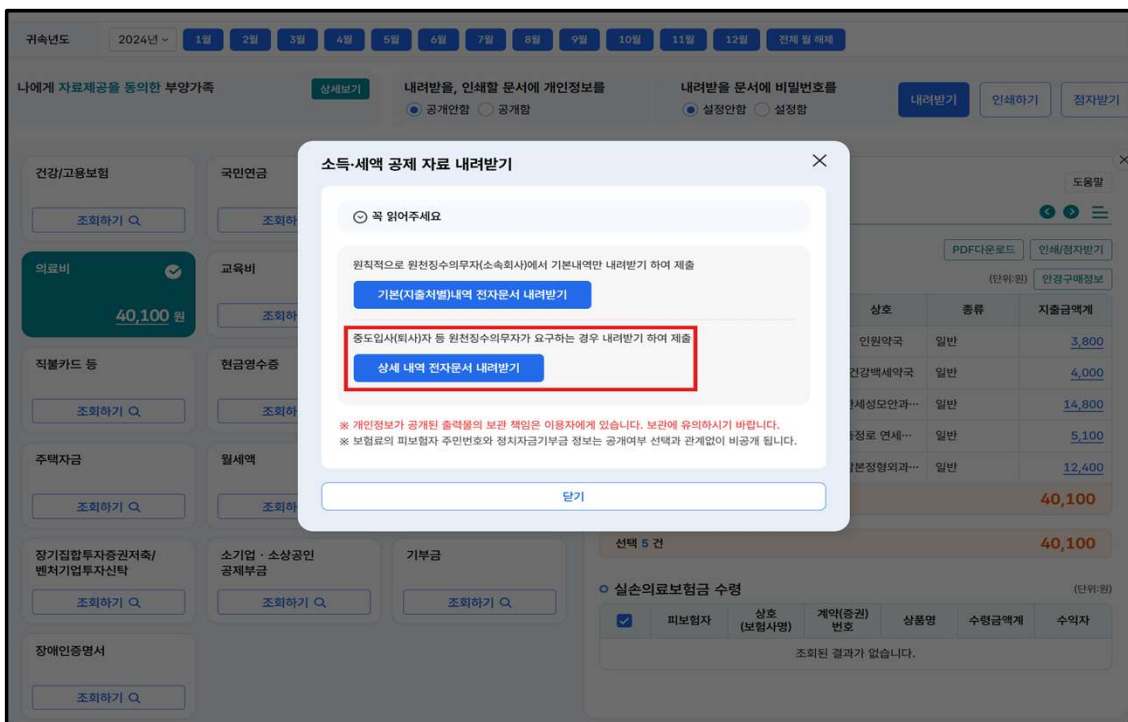 귀속년도 2024년 1월 2월 3월 4월 5월 6월 7월 8월 9월 10월 11월 12월 전체 월 해제
나에게 자료제공을 동의한 부양가족 상세보기
내려받을, 인쇄할 문서에 개인정보를
공개안함 공개함
내려받을 문서에 비밀번호를
설정안함 설정함
내려받기 인쇄하기 점자받기
건강/고용보험
조회하기
국민연금
조회하
의료비
40,100 원
교육비
조회하
직불카드 등
조회하기
현금영수증
조회하
주택자금
조회하기
월세액
조회하
장기집합투자증권저축/
벤처기업투자신탁
조회하기
소기업 · 소상공인
공제부금
조회하기
기부금
조회하기
장애인증명서
조회하기
소득·세액 공제 자료 내려받기
꼭 읽어주세요
원칙적으로 원천징수의무자(소속회사)에서 기본내역만 내려받기 하여 제출
기본(지출처별)내역 전자문서 내려받기
중도입사(퇴사)자 등 원천징수의무자가 요구하는 경우 내려받기 하여 제출
상세 내역 전자문서 내려받기
※ 개인정보가 공개된 출력물의 보관 책임은 이용자에게 있습니다. 보관에 유의하시기 바랍니다.
※ 보험료의 피보험자 주민번호와 정치자금기부금 정보는 공개여부 선택과 관계없이 비공개 됩니다.
닫기
도움말
PDF다운로드 인쇄/점자받기
(단위:원) 안경구매정보
상호 종류 지출금액계
인원약국 일반 3,800
건강백세약국 일반 4,000
세성모안과… 일반 14,800
정로 연세… 일반 5,100
본정형외과… 일반 12,400
40,100
선택 5 건 40,100
실손의료보험금 수령 (단위:원)
피보험자 상호(보험사명) 계약(증권)번호 상품명 수령금액계 수익자
조회된 결과가 없습니다.